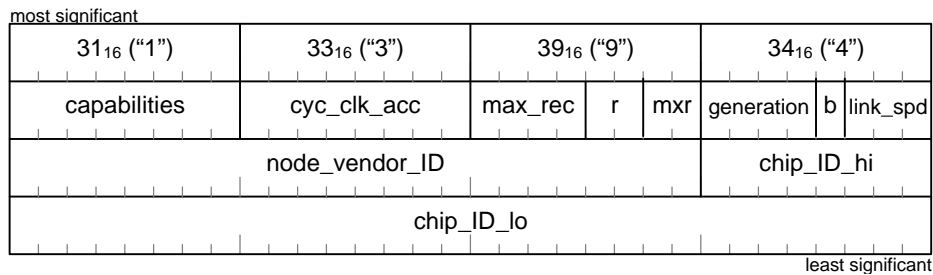 most significant
31₁₆ (“1”) 33₁₆ (“3”) 39₁₆ (“9”) 34₁₆ (“4”)
capabilities cyc_clk_acc max_rec r mxr generation b link_spd
node_vendor_ID chip_ID_hi
chip_ID_lo
least significant